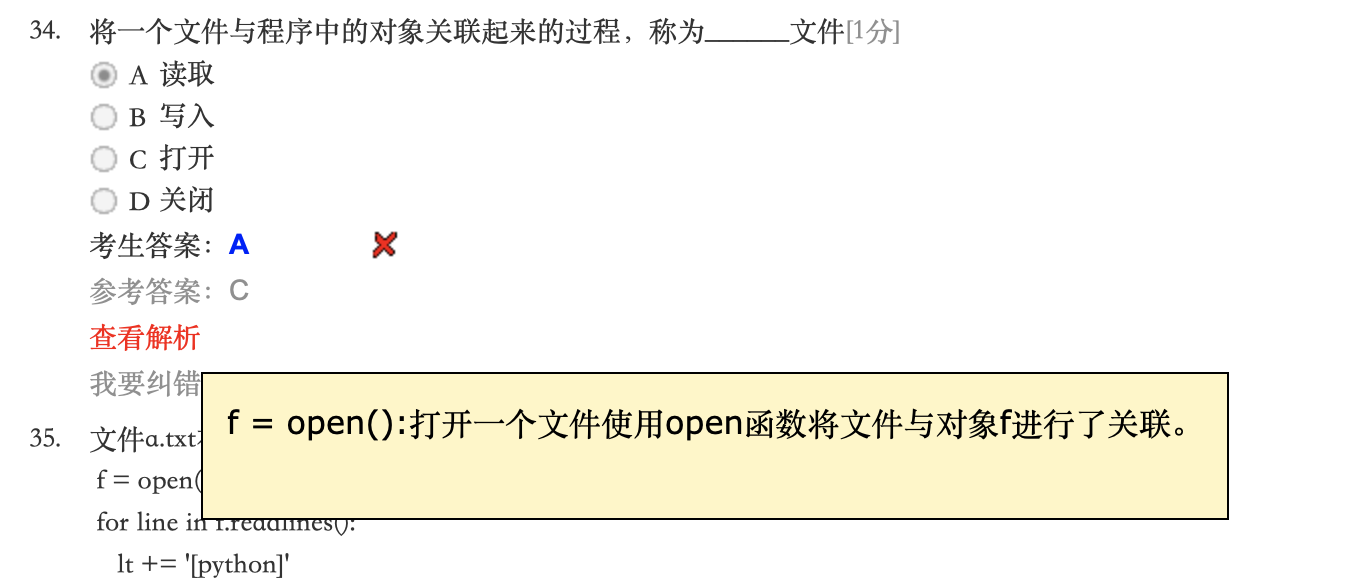 34. 将一个文件与程序中的对象关联起来的过程，称为______文件[1分]
A 读取
B 写入
C 打开
D 关闭
考生答案：A
参考答案：C
查看解析
我要纠错
f = open():打开一个文件使用open函数将文件与对象f进行了关联。
35. 文件a.txt
f = open(
for line in f.readlines():
lt += '[python]'